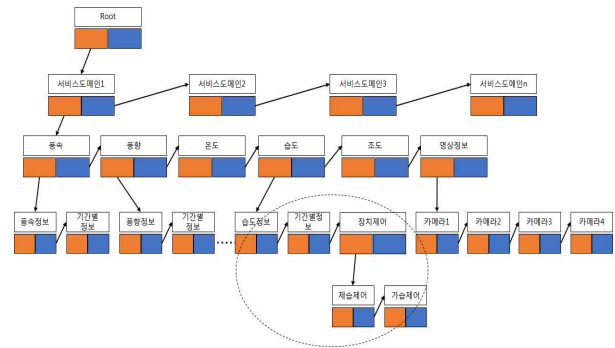 Root
서비스도메인1
서비스도메인2
서비스도메인3
서비스도메인n
풍속
풍향
온도
습도
조도
영상정보
풍속정보
기간별
정보
풍향정보
기간별
정보
습도정보
기간별정
보
장치제어
카메라1
카메라2
카메라3
카메라4
제습제어
가습제어